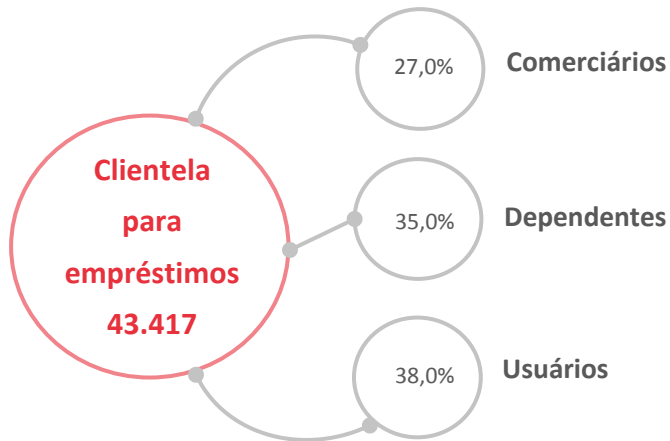 Clientela
para
empréstimos
43.417
27,0%
Comerciários
35,0%
Dependentes
38,0%
Usuários